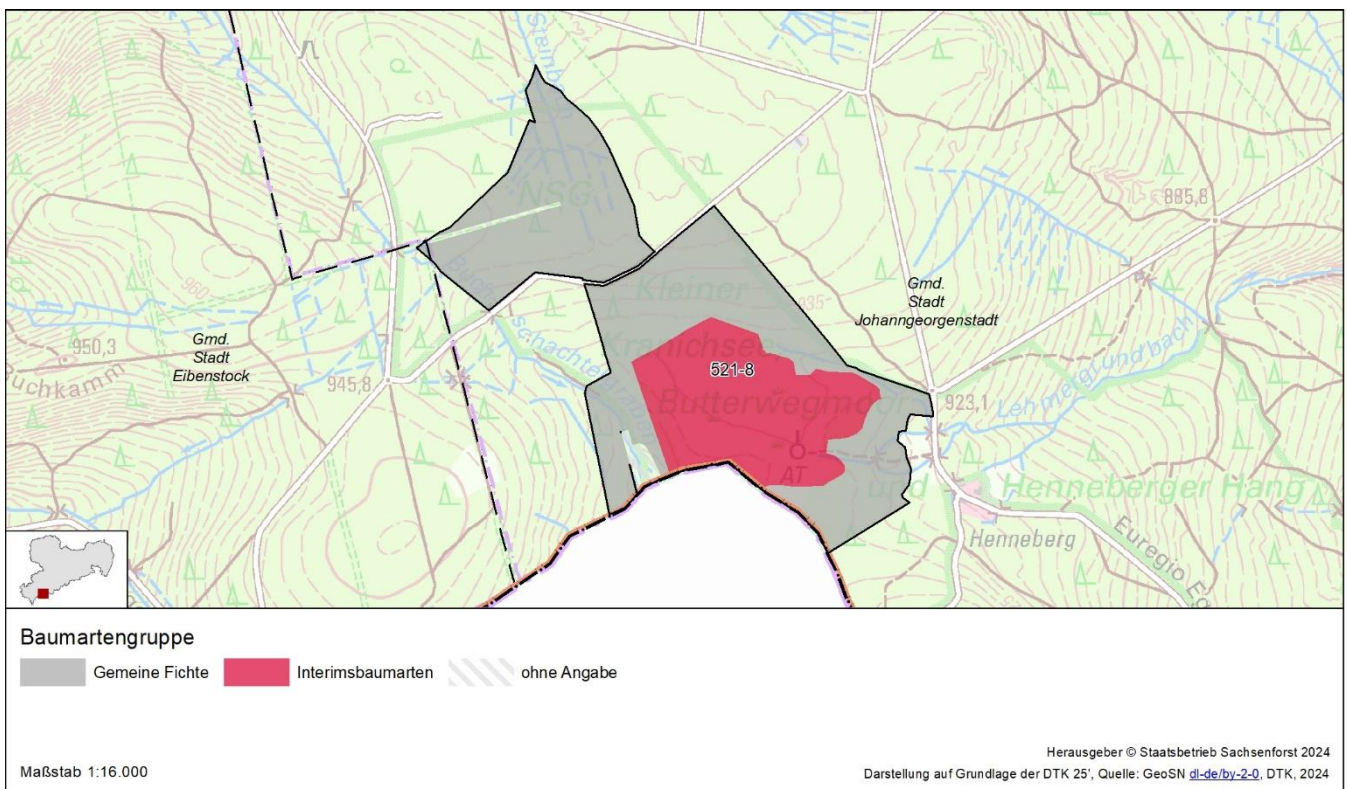 Steinb
NSG
885,8
960
Gmd.
Stadt
Johanngeorgenstadt
Kleiner
935
Gmd.
Stadt
Eibenstock
950,3
Buchkamm
945,8
Kranichsee
521-8
Butterwegmoor
923,1
Lehmergrundbach
LAT
und
Henneberger Hang
Henneberg
Euregio Eg
Baumartengruppe
Gemeine Fichte
Interimsbaumarten
ohne Angabe
Maßstab 1:16.000
Herausgeber © Staatsbetrieb Sachsenforst 2024
Darstellung auf Grundlage der DTK 25', Quelle: GeoSN dl-de/by-2-0, DTK, 2024